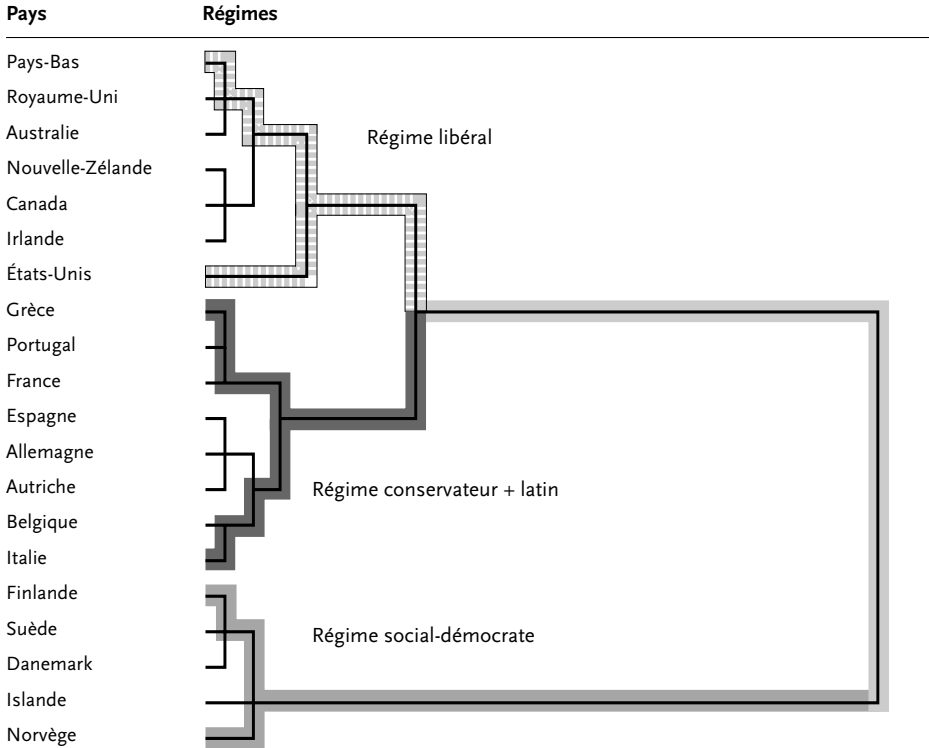 Pays Régimes
Pays-Bas
Royaume-Uni
Australie
Régime libéral
Nouvelle-Zélande
Canada
Irlande
États-Unis
Grèce
Portugal
France
Espagne
Allemagne
Autriche
Régime conservateur + latin
Belgique
Italie
Finlande
Suède
Régime social-démocrate
Danemark
Islande
Norvège